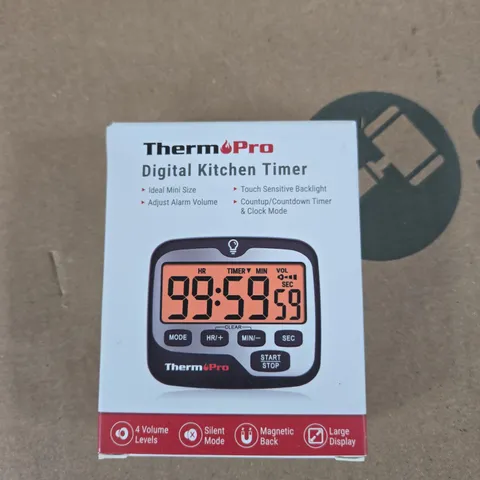 ThermoPro
Digital Kitchen Timer
• Ideal Mini Size
• Adjust Alarm Volume
• Touch Sensitive Backlight
• Countup/Countdown Timer
& Clock Mode
HR TIMER ▼ MIN VOL
SEC
99:59 59
CLEAR
MODE HR/+ MIN/− SEC
START
STOP
ThermoPro
4 Volume
Levels
Silent
Mode
Magnetic
Back
Large
Display